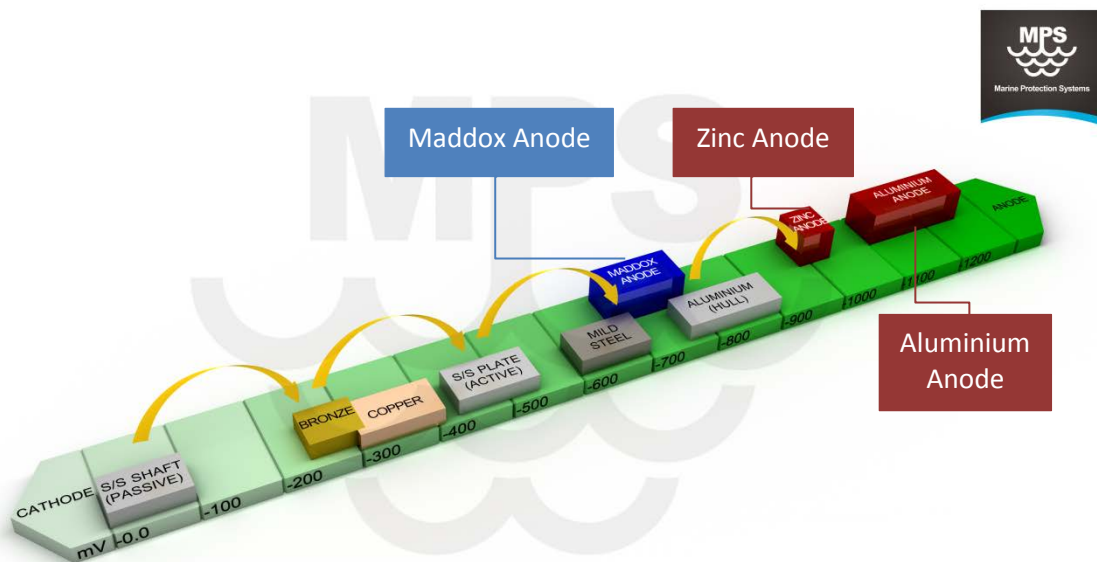 MPS
Marine Protection Systems
MPS
Maddox Anode
Zinc Anode
Aluminium
Anode
CATHODE
S/S SHAFT
(PASSIVE)
BRONZE
COPPER
S/S PLATE
(ACTIVE)
MILD
STEEL
MADDOX
ANODE
ALUMINIUM
(HULL)
ZINC
ANODE
ALUMINIUM
ANODE
ANODE
mV
-0.0
-100
-200
-300
-400
-500
-600
-700
-800
-900
1000
1100
1200